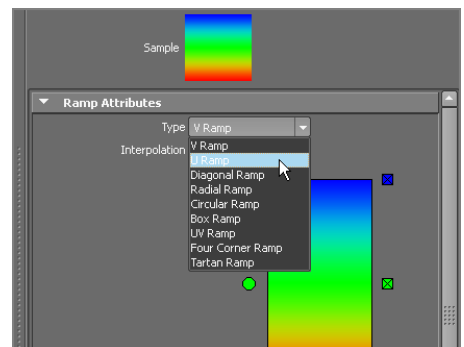 Sample
Ramp Attributes
Type V Ramp
Interpolation V Ramp
U Ramp
Diagonal Ramp
Radial Ramp
Circular Ramp
Box Ramp
UV Ramp
Four Corner Ramp
Tartan Ramp